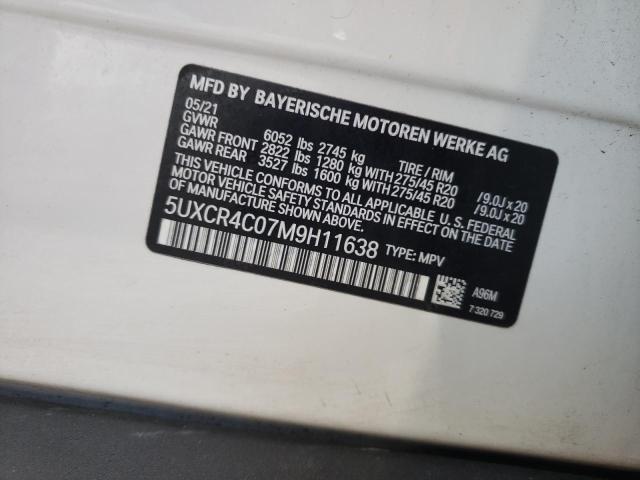 MFD BY BAYERISCHE MOTOREN WERKE AG
05/21
GVWR 6052 lbs 2745 kg TIRE / RIM
GAWR FRONT 2822 lbs 1280 kg WITH 275/45 R20 / 9.0J x 20
GAWR REAR 3527 lbs 1600 kg WITH 275/45 R20 / 9.0J x 20
THIS VEHICLE CONFORMS TO ALL APPLICABLE U.S. FEDERAL
MOTOR VEHICLE SAFETY STANDARDS IN EFFECT ON THE
DATE OF MANUFACTURE SHOWN ABOVE.
5UXCR4C07M9H11638 TYPE: MPV
A96M
7 320 729